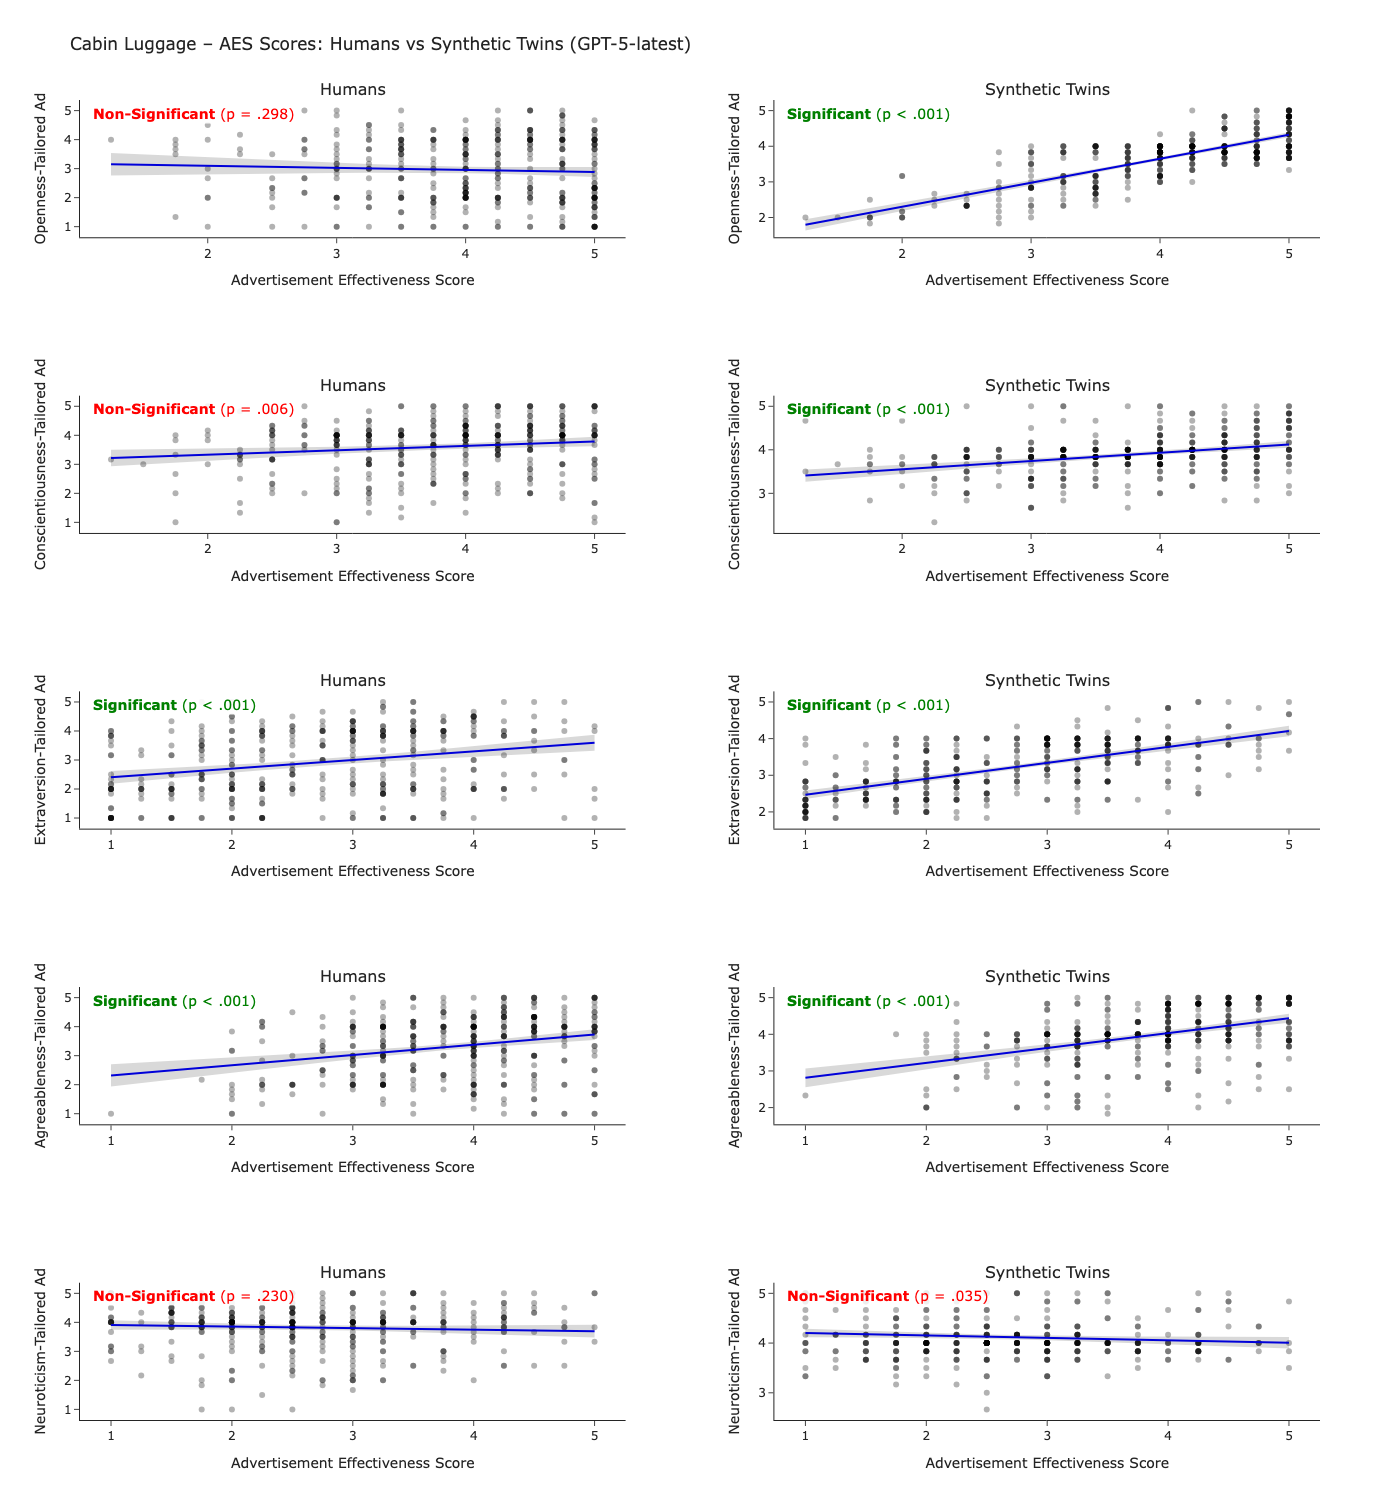 Cabin Luggage – AES Scores: Humans vs Synthetic Twins (GPT-5-latest)
Humans
Non-Significant (p = .298)
Openness-Tailored Ad
5
4
3
2
1
2 3 4 5
Advertisement Effectiveness Score
Synthetic Twins
Significant (p < .001)
Openness-Tailored Ad
5
4
3
2
2 3 4 5
Advertisement Effectiveness Score
Humans
Non-Significant (p = .006)
Conscientiousness-Tailored Ad
5
4
3
2
1
2 3 4 5
Advertisement Effectiveness Score
Synthetic Twins
Significant (p < .001)
Conscientiousness-Tailored Ad
5
4
3
2 3 4 5
Advertisement Effectiveness Score
Humans
Significant (p < .001)
Extraversion-Tailored Ad
5
4
3
2
1
1 2 3 4 5
Advertisement Effectiveness Score
Synthetic Twins
Significant (p < .001)
Extraversion-Tailored Ad
5
4
3
2
1 2 3 4 5
Advertisement Effectiveness Score
Humans
Significant (p < .001)
Agreeableness-Tailored Ad
5
4
3
2
1
1 2 3 4 5
Advertisement Effectiveness Score
Synthetic Twins
Significant (p < .001)
Agreeableness-Tailored Ad
5
4
3
2
1 2 3 4 5
Advertisement Effectiveness Score
Humans
Non-Significant (p = .230)
Neuroticism-Tailored Ad
5
4
3
2
1
1 2 3 4 5
Advertisement Effectiveness Score
Synthetic Twins
Non-Significant (p = .035)
Neuroticism-Tailored Ad
5
4
3
1 2 3 4 5
Advertisement Effectiveness Score